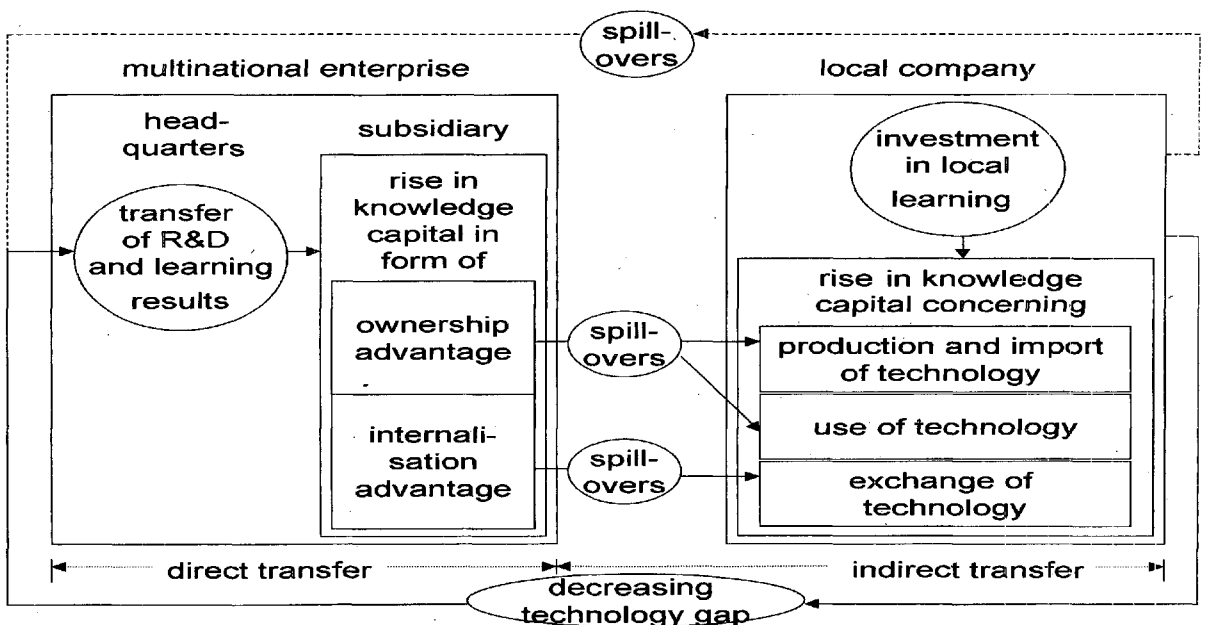 spill-
overs
multinational enterprise
local company
head-
quarters
subsidiary
transfer
of R&D
and learning
results
rise in
knowledge
capital in
form of
ownership
advantage
internali-
sation
advantage
spill-
overs
spill-
overs
investment
in local
learning
rise in knowledge
capital concerning
production and import
of technology
use of technology
exchange of
technology
direct transfer
indirect transfer
decreasing
technology gap